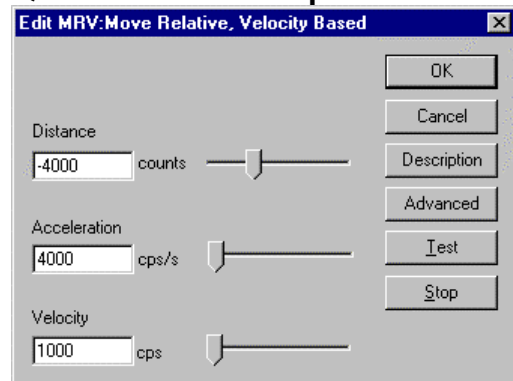 Edit MRV:Move Relative, Velocity Based
OK
Cancel
Distance
-4000 counts
Description
Advanced
Acceleration
4000 cps/s
Test
Stop
Velocity
1000 cps